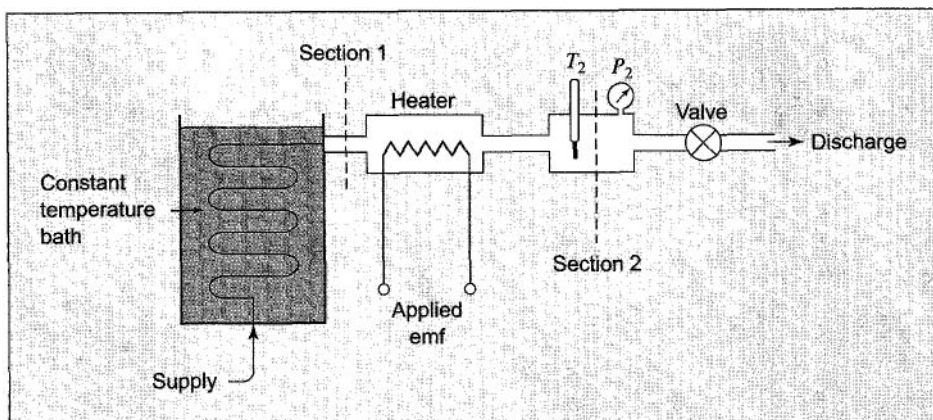 Section 1
Heater
T₂
P₂
Valve
Discharge
Constant
temperature
bath
Section 2
Applied
emf
Supply